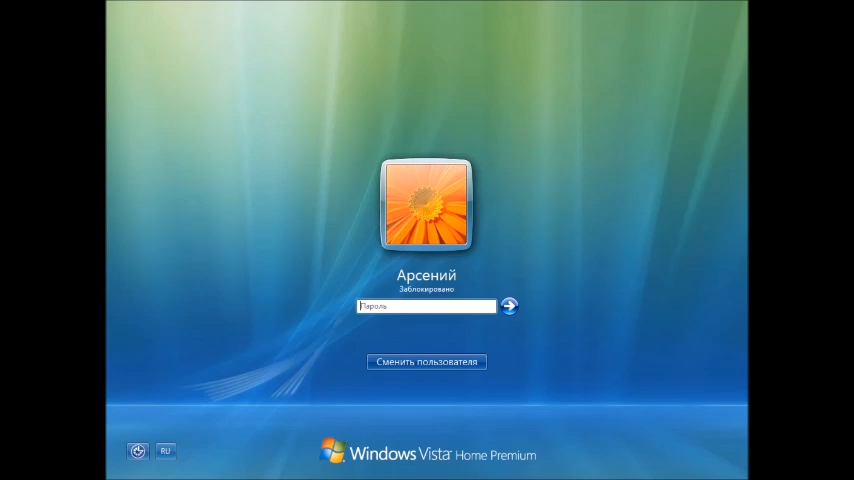 Арсений
Заблокировано
Пароль
Сменить пользователя
RU
Windows Vista Home Premium